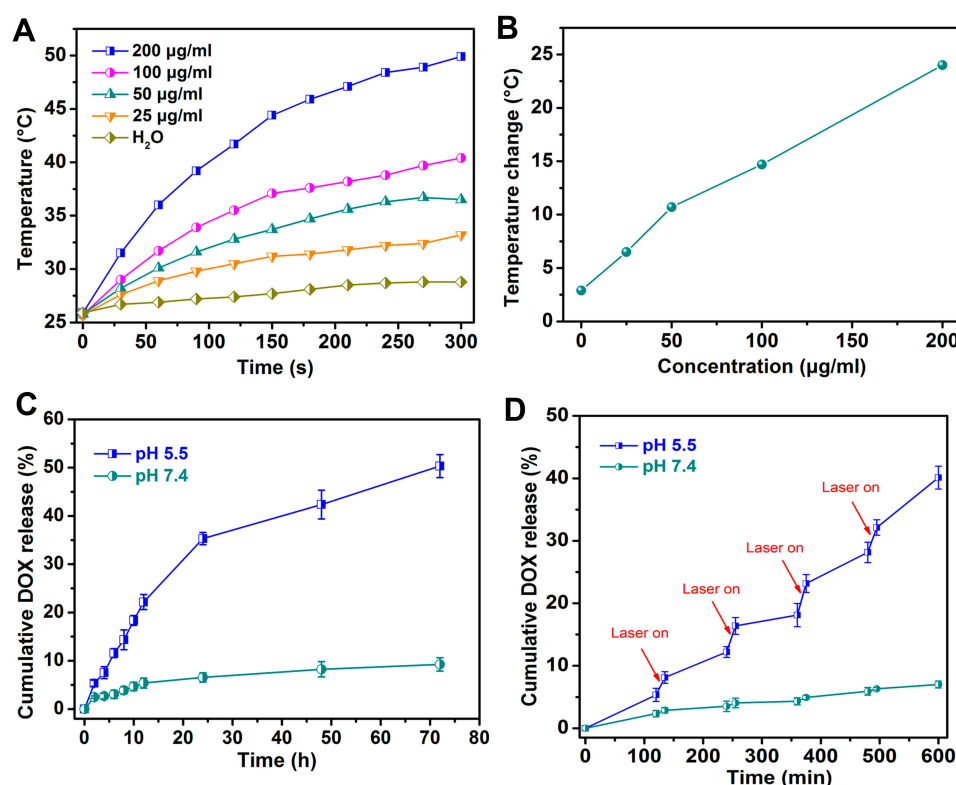 A
200 µg/ml
100 µg/ml
50 µg/ml
25 µg/ml
H₂O
Temperature (°C)
50
45
40
35
30
25
0 50 100 150 200 250 300
Time (s)
B
Temperature change (°C)
25
20
15
10
5
0
0 50 100 150 200
Concentration (µg/ml)
C
pH 5.5
pH 7.4
Cumulative DOX release (%)
70
60
50
40
30
20
10
0
0 10 20 30 40 50 60 70 80
Time (h)
D
pH 5.5
pH 7.4
Laser on
Laser on
Laser on
Laser on
Cumulative DOX release (%)
50
40
30
20
10
0
0 100 200 300 400 500 600
Time (min)